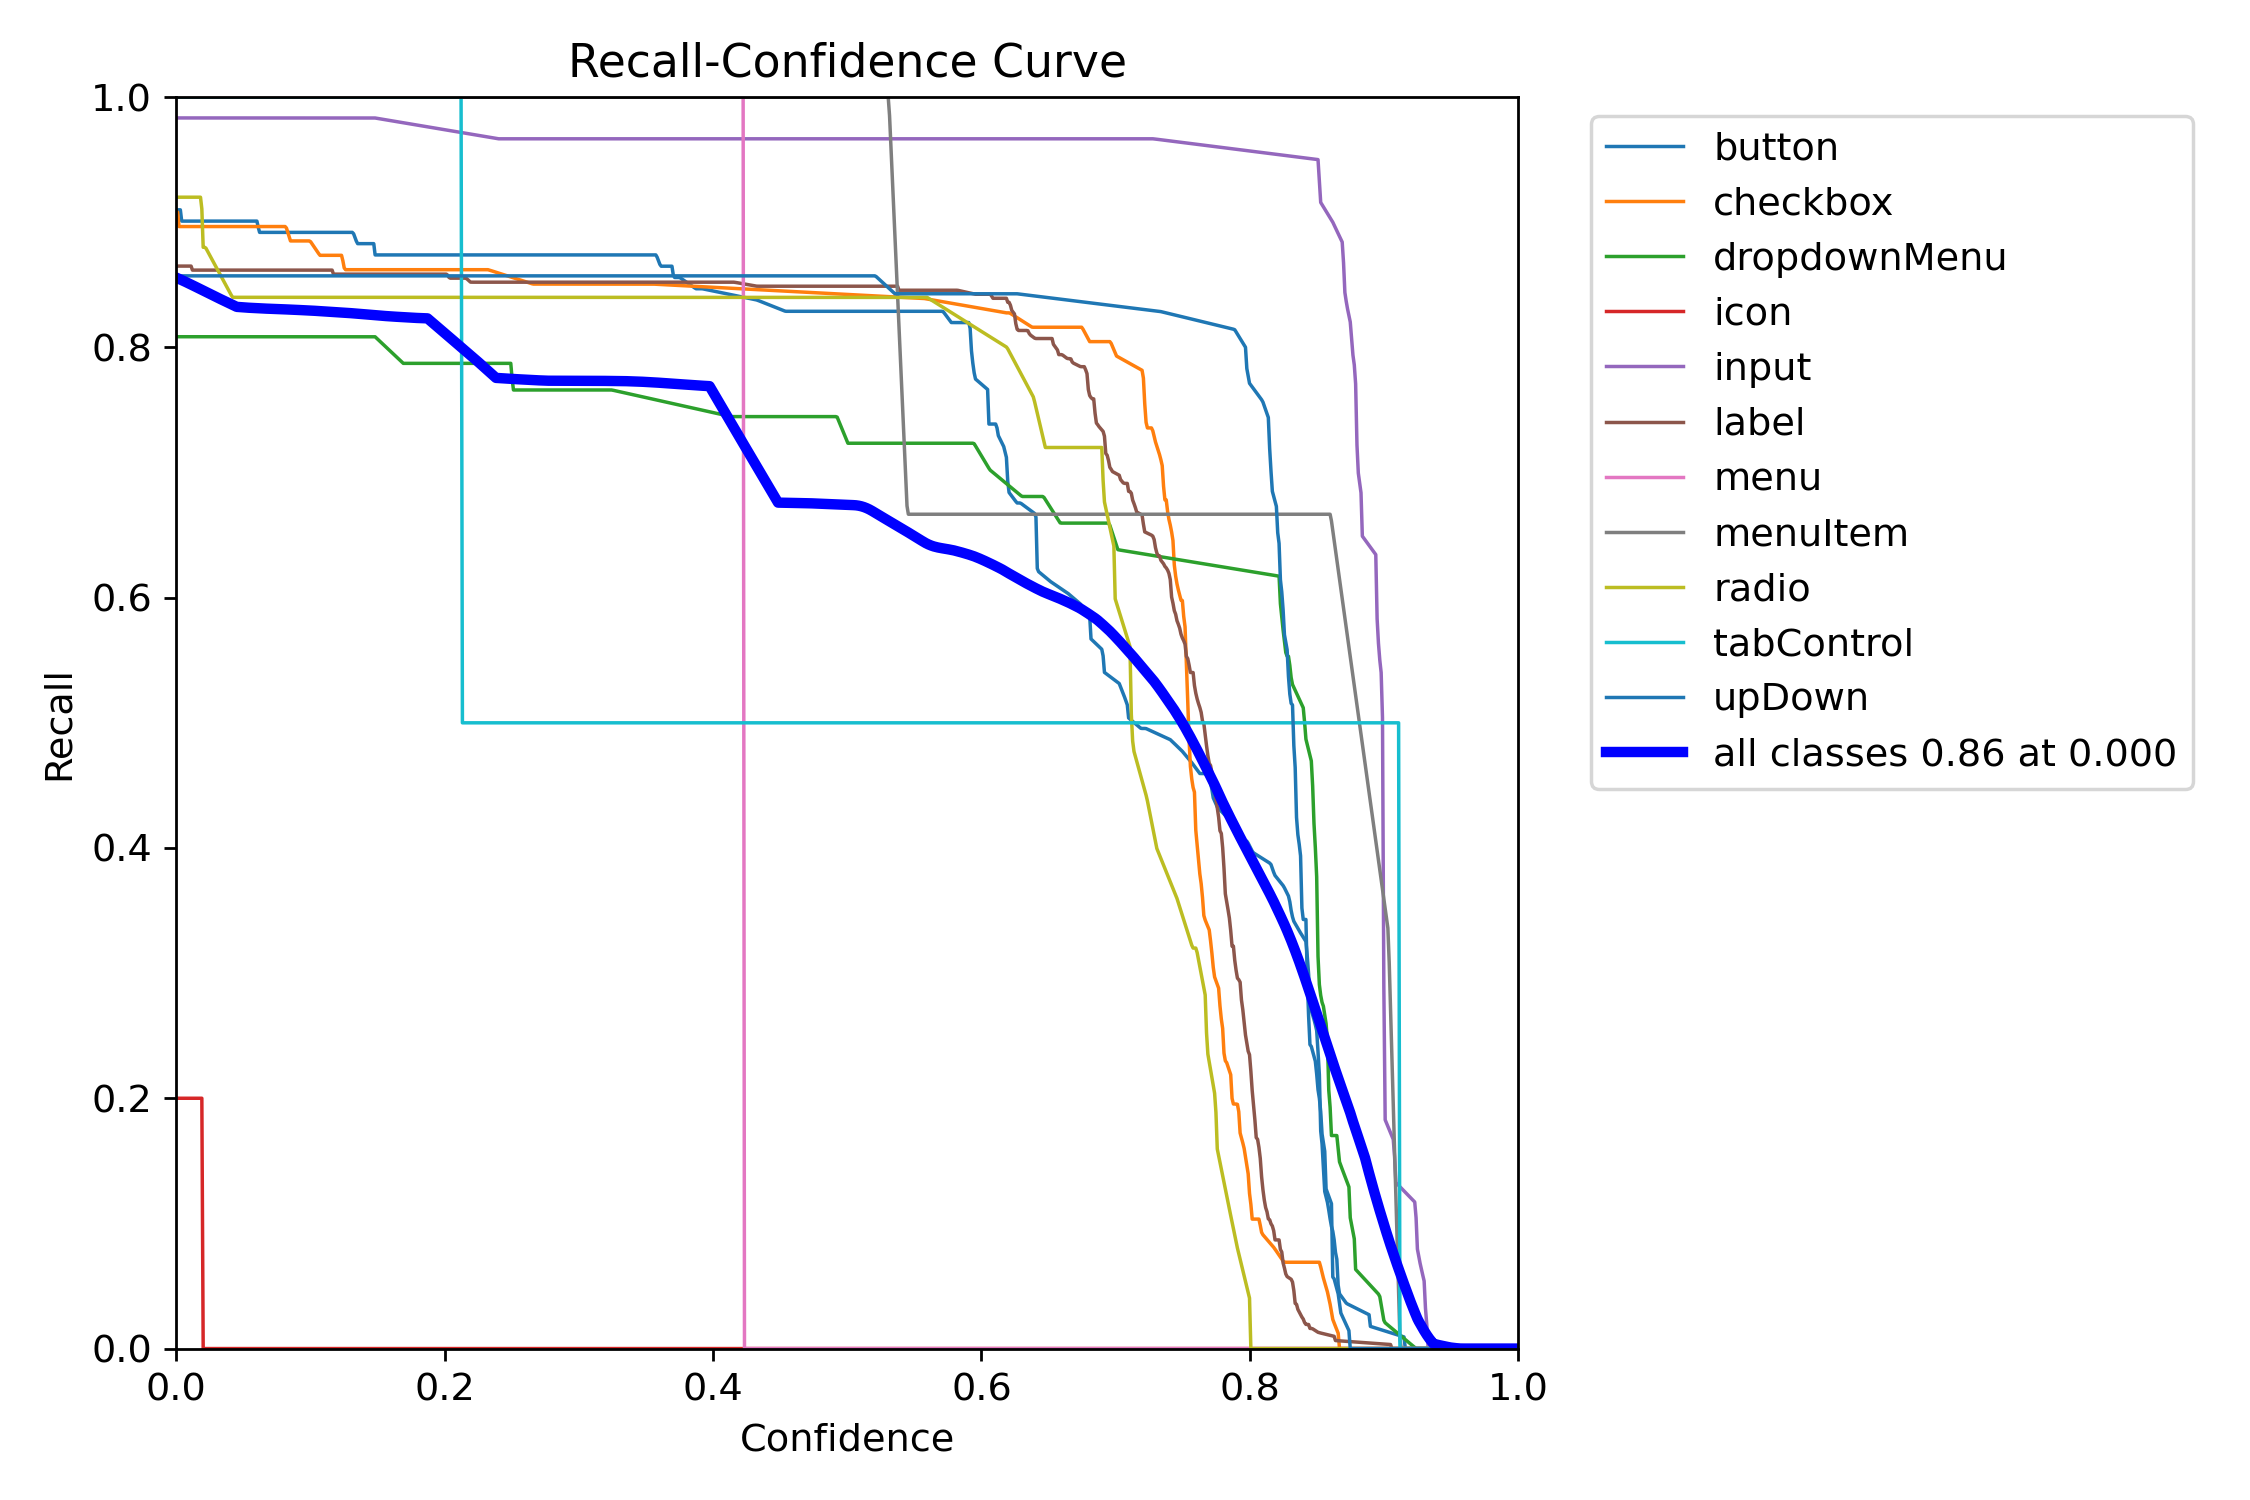 Recall-Confidence Curve
1.0
0.8
0.6
0.4
0.2
0.0
Recall
0.0 0.2 0.4 0.6 0.8 1.0
Confidence
button
checkbox
dropdownMenu
icon
input
label
menu
menuItem
radio
tabControl
upDown
all classes 0.86 at 0.000